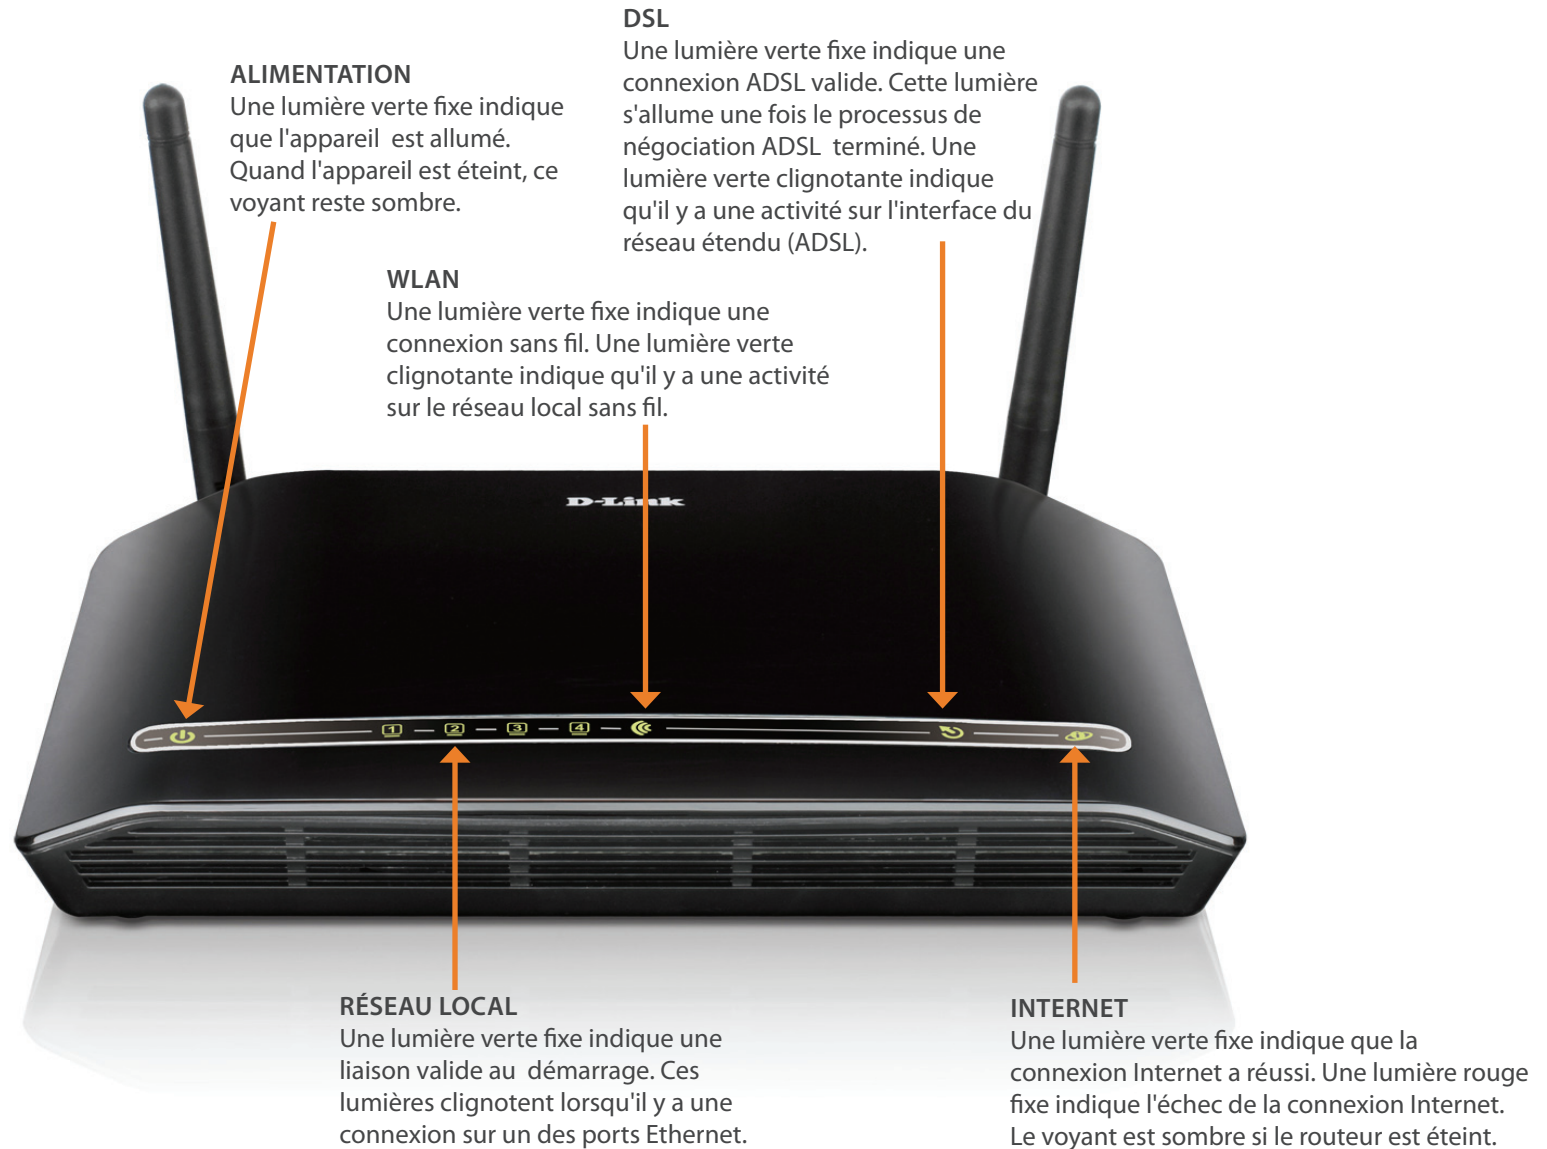 DSL
Une lumière verte fixe indique une
connexion ADSL valide. Cette lumière
s'allume une fois le processus de
négociation ADSL terminé. Une
lumière verte clignotante indique
qu'il y a une activité sur l'interface du
réseau étendu (ADSL).
ALIMENTATION
Une lumière verte fixe indique
que l'appareil est allumé.
Quand l'appareil est éteint, ce
voyant reste sombre.
WLAN
Une lumière verte fixe indique une
connexion sans fil. Une lumière verte
clignotante indique qu'il y a une activité
sur le réseau local sans fil.
D-Link
1 2 3 4
RÉSEAU LOCAL
Une lumière verte fixe indique une
liaison valide au démarrage. Ces
lumières clignotent lorsqu'il y a une
connexion sur un des ports Ethernet.
INTERNET
Une lumière verte fixe indique que la
connexion Internet a réussi. Une lumière rouge
fixe indique l'échec de la connexion Internet.
Le voyant est sombre si le routeur est éteint.